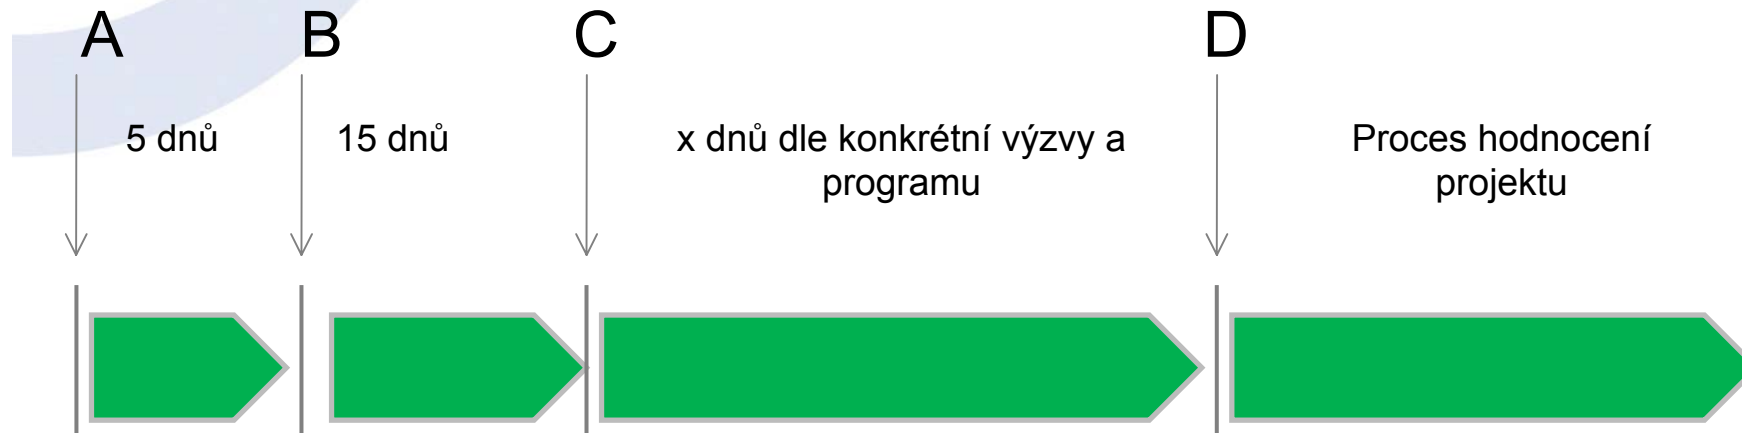 A
B
C
D
5 dnů
15 dnů
x dnů dle konkrétní výzvy a
programu
Proces hodnocení
projektu